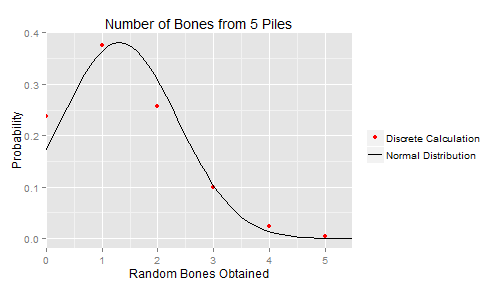 Number of Bones from 5 Piles
0.4
0.3
0.2
0.1
0.0
Probability
0 1 2 3 4 5
Random Bones Obtained
Discrete Calculation
Normal Distribution